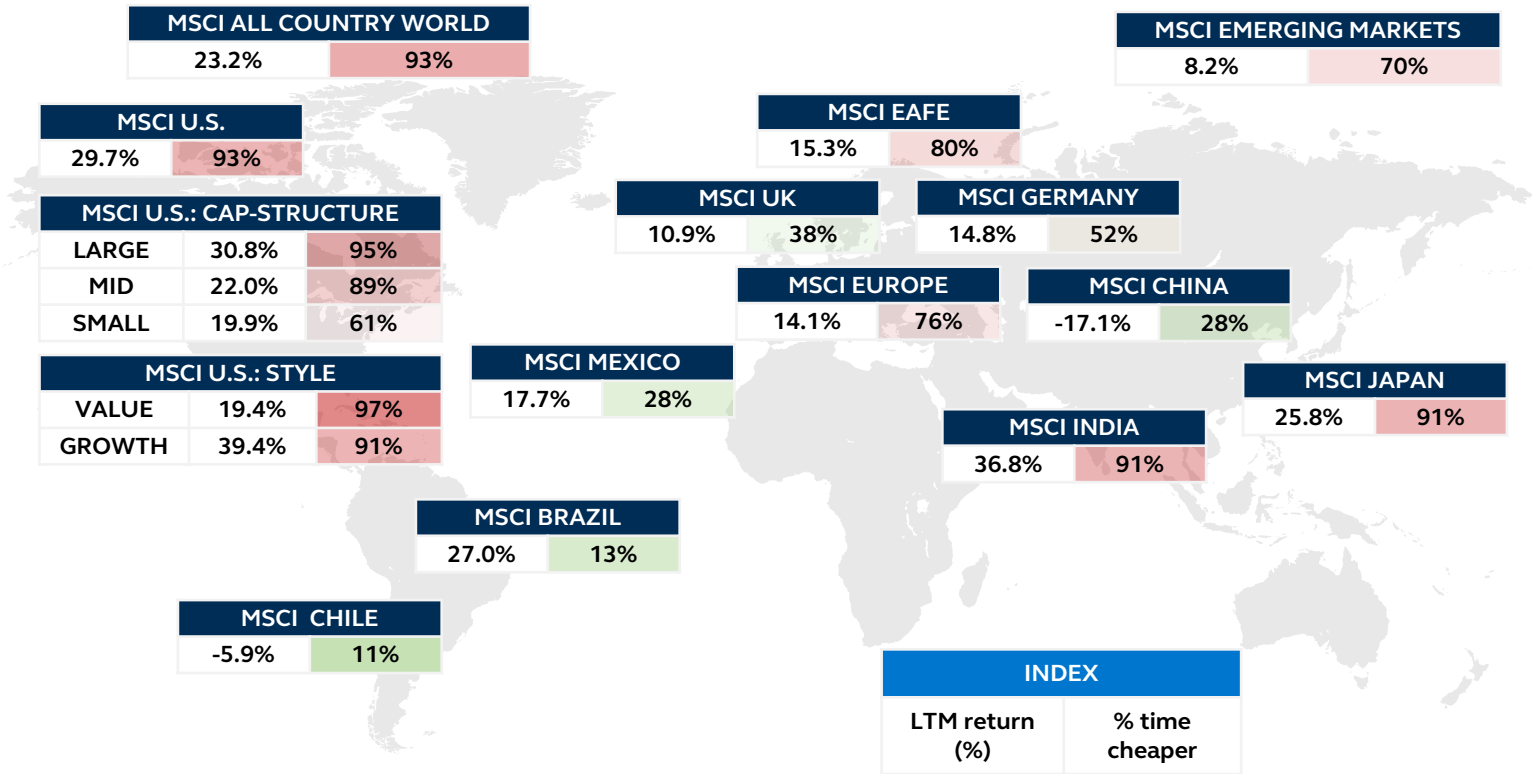 MSCI ALL COUNTRY WORLD
23.2% 93%
MSCI EMERGING MARKETS
8.2% 70%
MSCI U.S.
29.7% 93%
MSCI EAFE
15.3% 80%
MSCI U.S.: CAP-STRUCTURE
LARGE 30.8% 95%
MID 22.0% 89%
SMALL 19.9% 61%
MSCI UK
10.9% 38%
MSCI GERMANY
14.8% 52%
MSCI EUROPE
14.1% 76%
MSCI CHINA
-17.1% 28%
MSCI U.S.: STYLE
VALUE 19.4% 97%
GROWTH 39.4% 91%
MSCI MEXICO
17.7% 28%
MSCI JAPAN
25.8% 91%
MSCI INDIA
36.8% 91%
MSCI BRAZIL
27.0% 13%
MSCI CHILE
-5.9% 11%
INDEX
LTM return % time
(%) cheaper